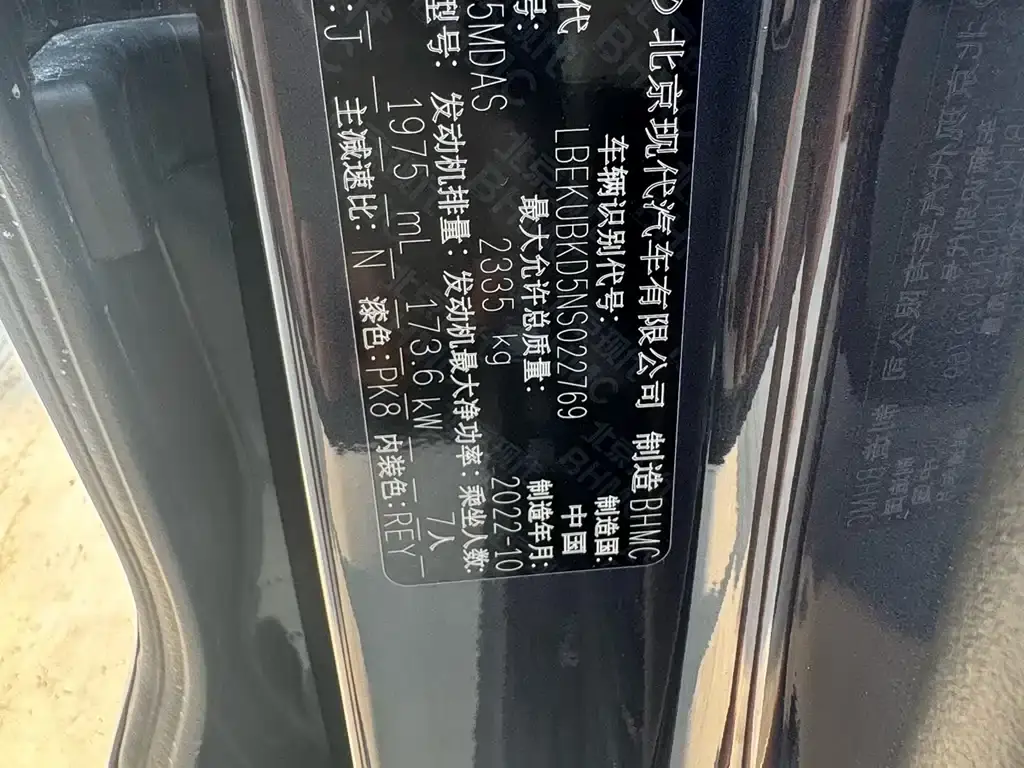 北京现代汽车有限公司 制造 BHMC
代 车辆识别代号: 制造国:
LBEKUBKD5NS022769 中国
号: 最大允许总质量: 制造年月:
5MDAS 2335 kg 2022-10
型号: 发动机排量: 发动机最大净功率: 乘坐人数:
1975 mL 173.6 kW 7人
:J 主减速比: N 漆色:PK8 内装色:REY